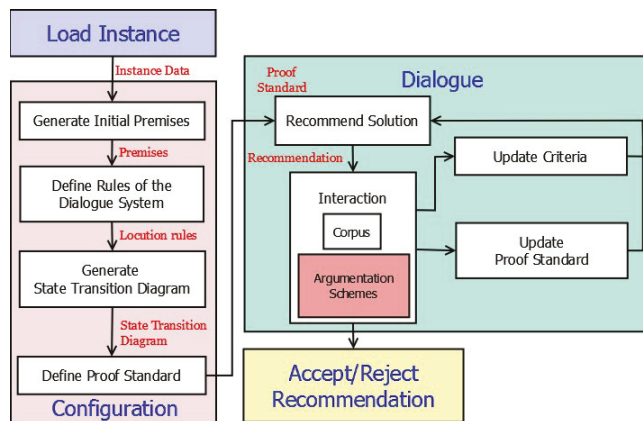 Load Instance
Instance Data
Generate Initial Premises
Premises
Define Rules of the
Dialogue System
Locution rules
Generate
State Transition Diagram
State Transition
Diagram
Define Proof Standard
Configuration
Proof
Standard
Dialogue
Recommend Solution
Recommendation
Update Criteria
Interaction
Corpus
Update
Proof Standard
Argumentation
Schemes
Accept/Reject
Recommendation